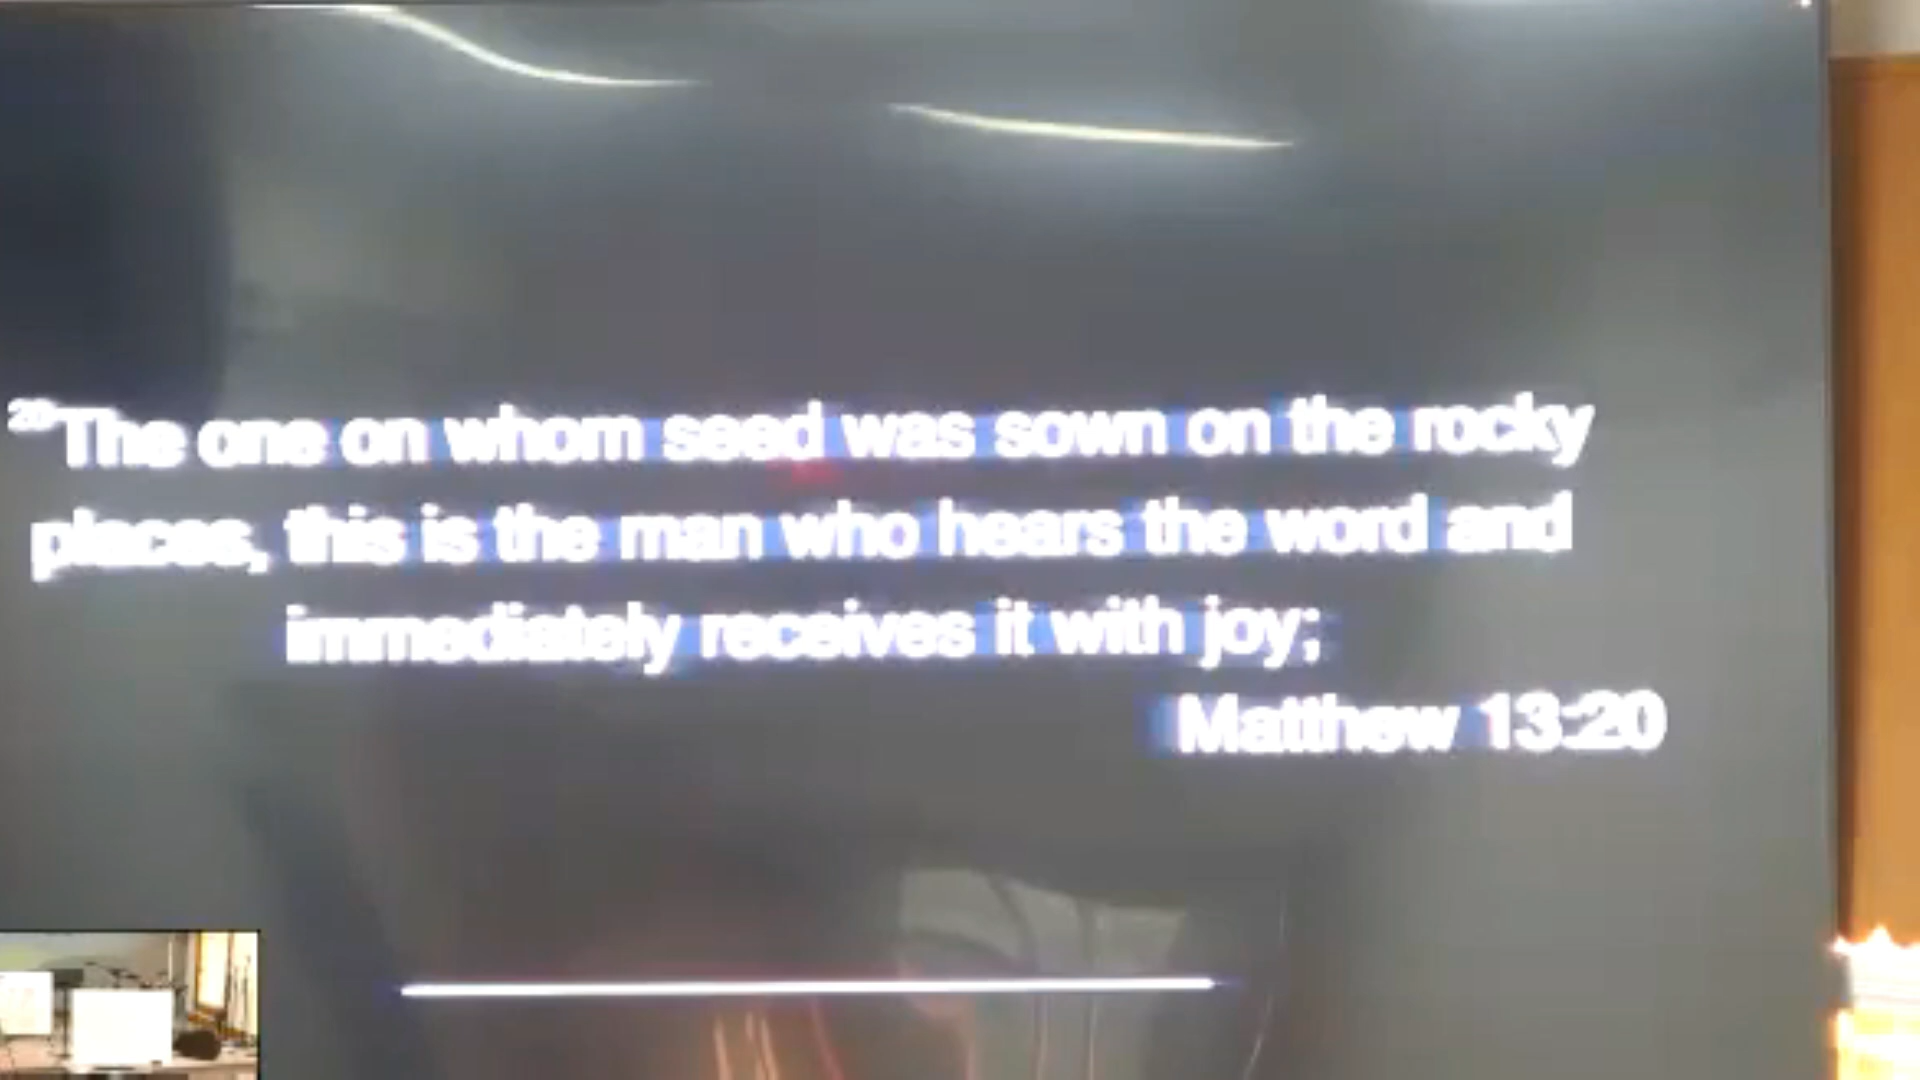 20The one on whom seed was sown on the rocky
places, this is the man who hears the word and
immediately receives it with joy;
Matthew 13:20